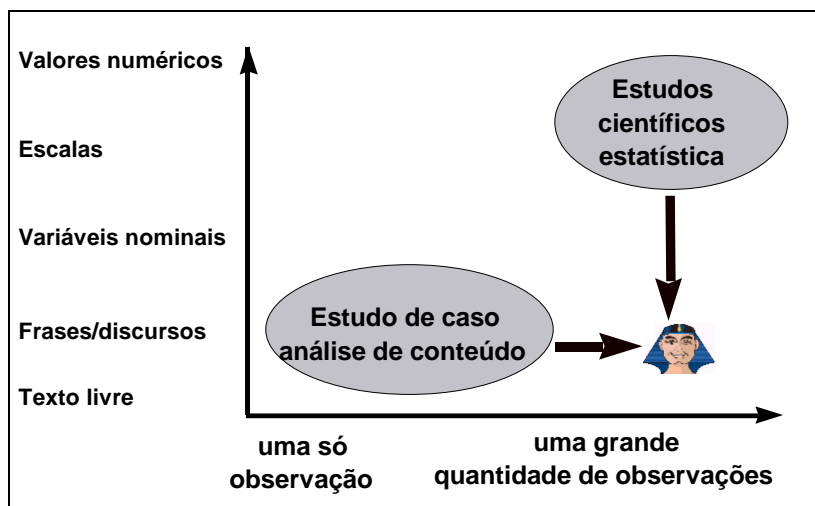 Valores numéricos
Escalas
Variáveis nominais
Frases/discursos
Texto livre
Estudos
científicos
estatística
Estudo de caso
análise de conteúdo
uma só
observação
uma grande
quantidade de observações